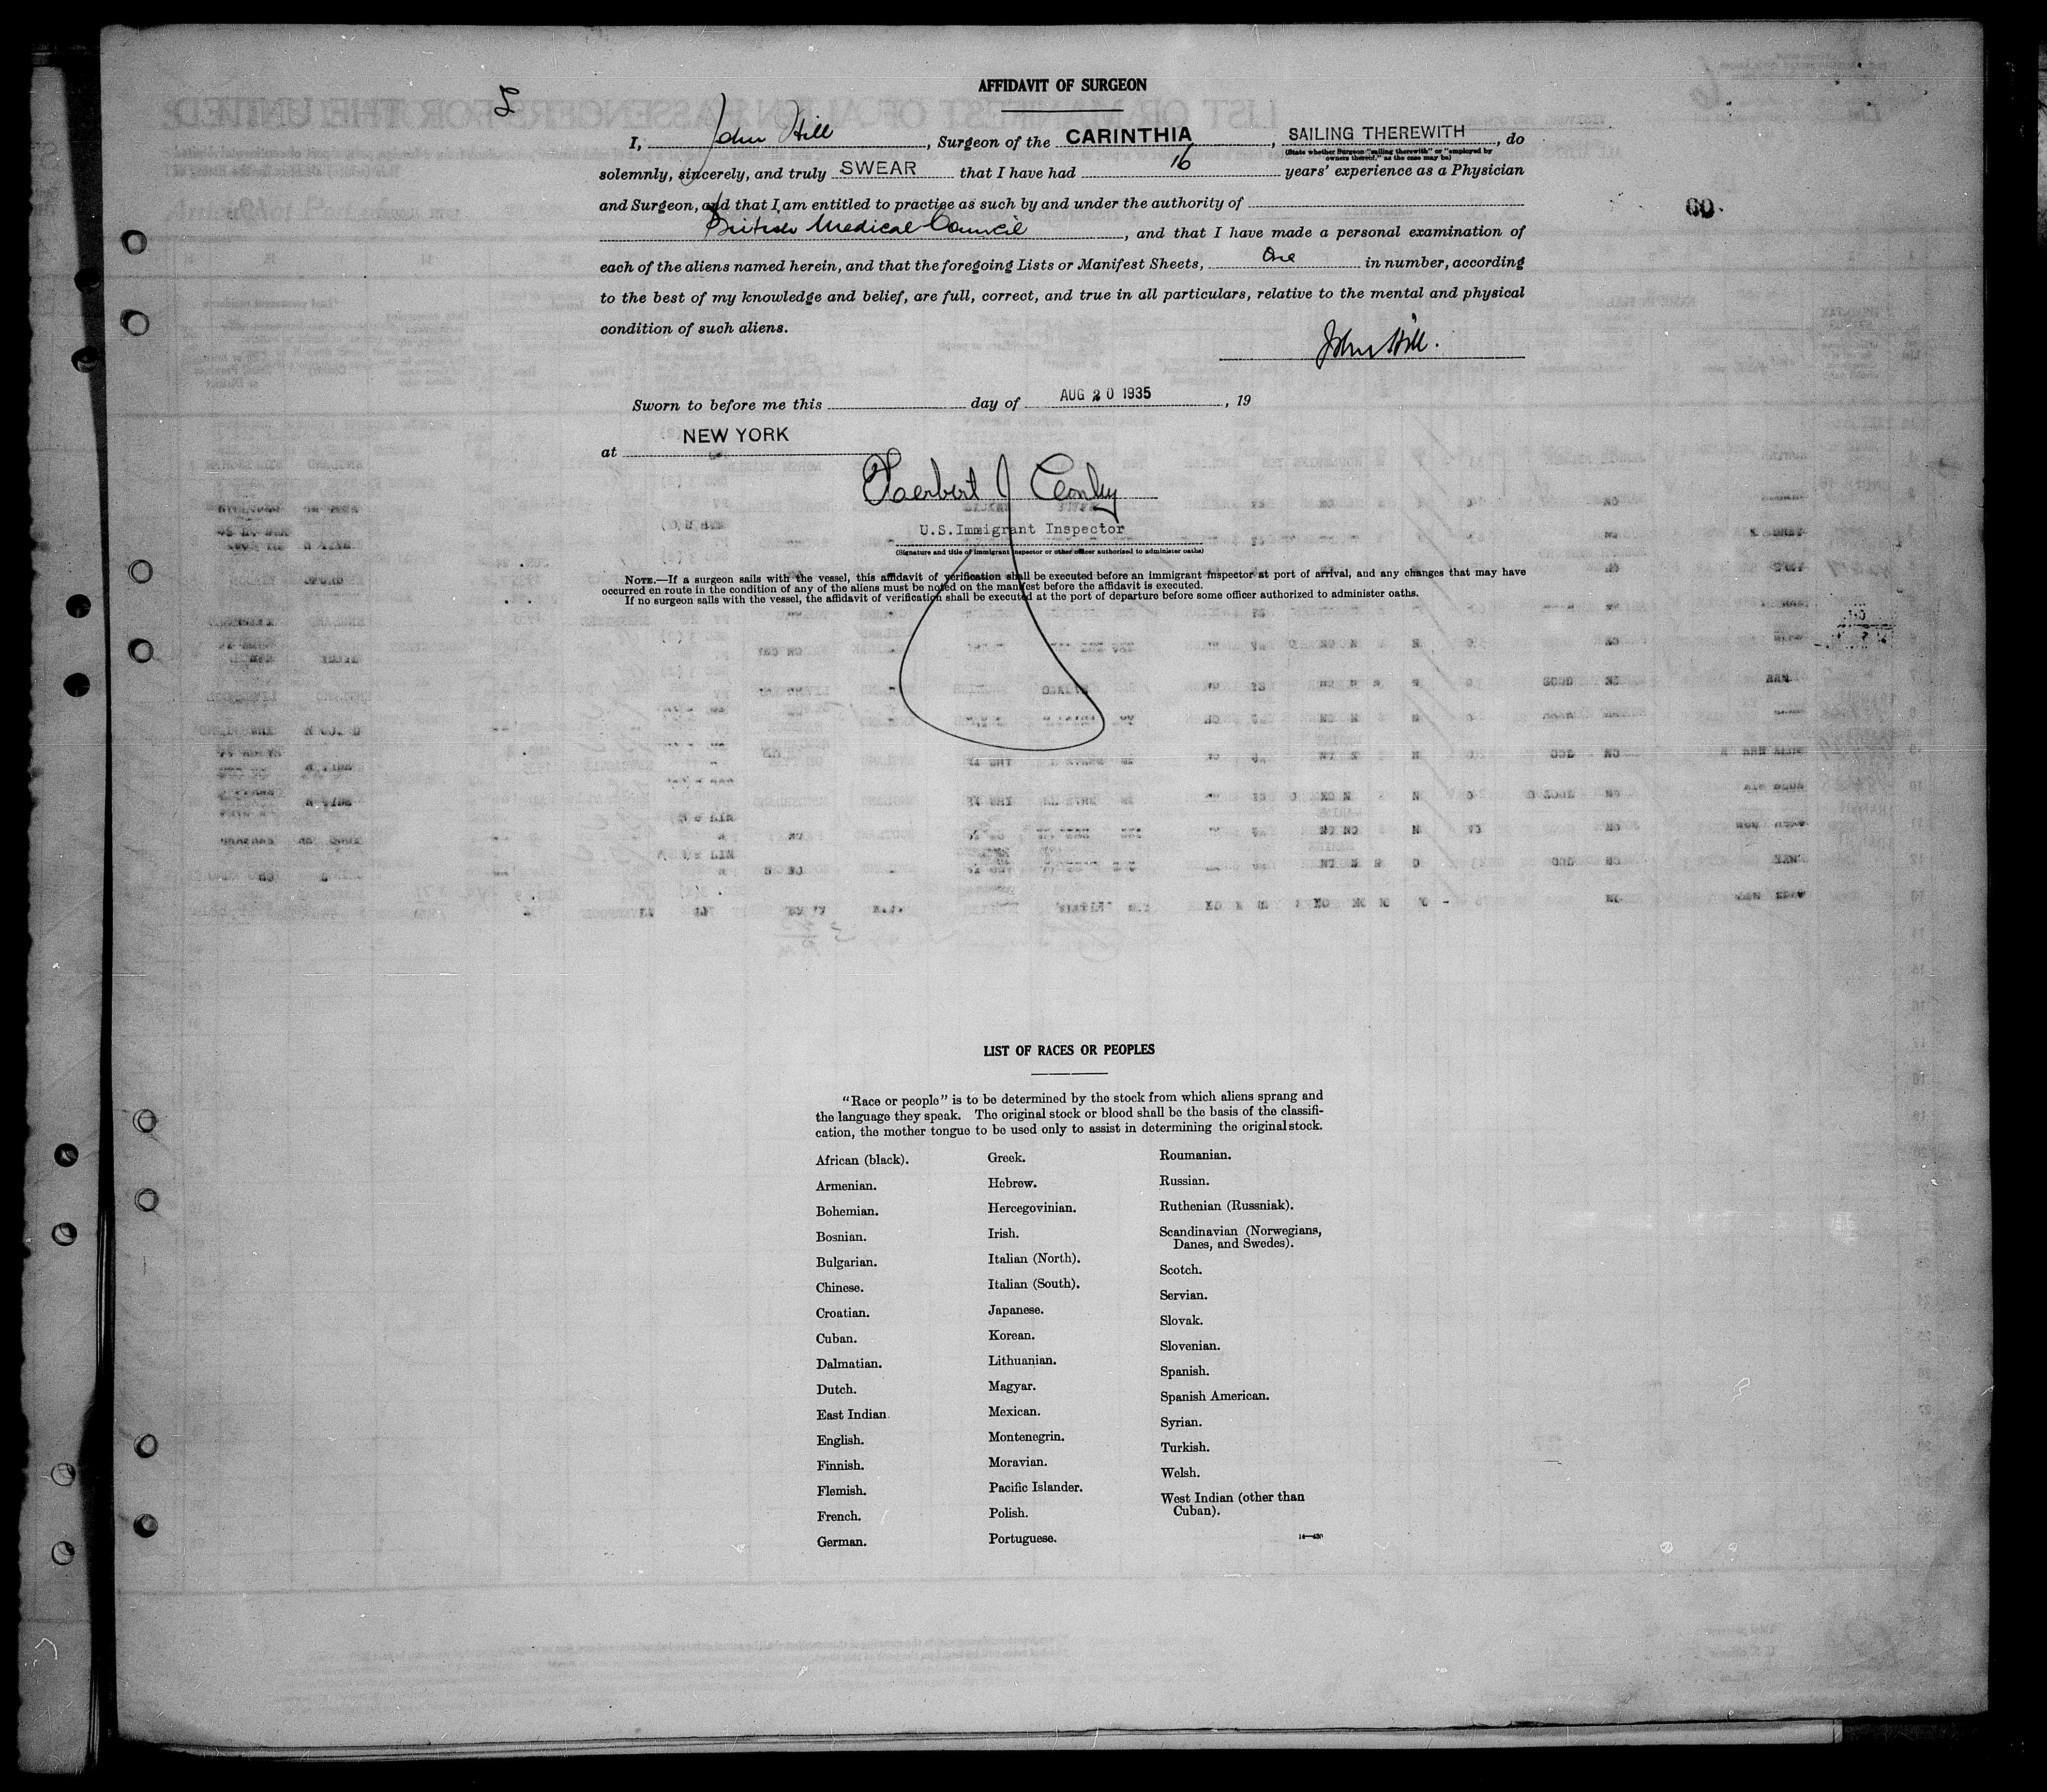 AFFIDAVIT OF SURGEON
I, John Hill, Surgeon of the CARINTHIA, SAILING THEREWITH, do
(State whether Surgeon "sailing therewith" or "employed by
owners thereof," as the case may be)
solemnly, sincerely, and truly SWEAR that I have had 16 years' experience as a Physician
60.
and Surgeon, and that I am entitled to practice as such by and under the authority of
British Medical Council, and that I have made a personal examination of
each of the aliens named herein, and that the foregoing Lists or Manifest Sheets, One in number, according
to the best of my knowledge and belief, are full, correct, and true in all particulars, relative to the mental and physical
condition of such aliens.
John Hill.
Sworn to before me this day of AUG 20 1935, 19
at NEW YORK
Herbert J
U.S.Immigrant Inspector
(Signature and title of immigrant inspector or other officer authorised to administer oaths)
NOTE.—If a surgeon sails with the vessel, this affidavit of verification shall be executed before an immigrant inspector at port of arrival, and any changes that may have
occurred en route in the condition of any of the aliens must be noted on the manifest before the affidavit is executed.
If no surgeon sails with the vessel, the affidavit of verification shall be executed at the port of departure before some officer authorized to administer oaths.
LIST OF RACES OR PEOPLES
"Race or people" is to be determined by the stock from which aliens sprang and
the language they speak. The original stock or blood shall be the basis of the classifi-
cation, the mother tongue to be used only to assist in determining the original stock.
African (black).
Armenian.
Bohemian.
Bosnian.
Bulgarian.
Chinese.
Croatian.
Cuban.
Dalmatian.
Dutch.
East Indian
English.
Finnish.
Flemish.
French.
German.
Greek.
Hebrew.
Hercegovinian.
Irish.
Italian (North).
Italian (South).
Japanese.
Korean.
Lithuanian.
Magyar.
Mexican.
Montenegrin.
Moravian.
Pacific Islander.
Polish.
Portuguese.
Roumanian.
Russian.
Ruthenian (Russniak).
Scandinavian (Norwegians,
Danes, and Swedes).
Scotch.
Servian.
Slovak.
Slovenian.
Spanish.
Spanish American.
Syrian.
Turkish.
Welsh.
West Indian (other than
Cuban).